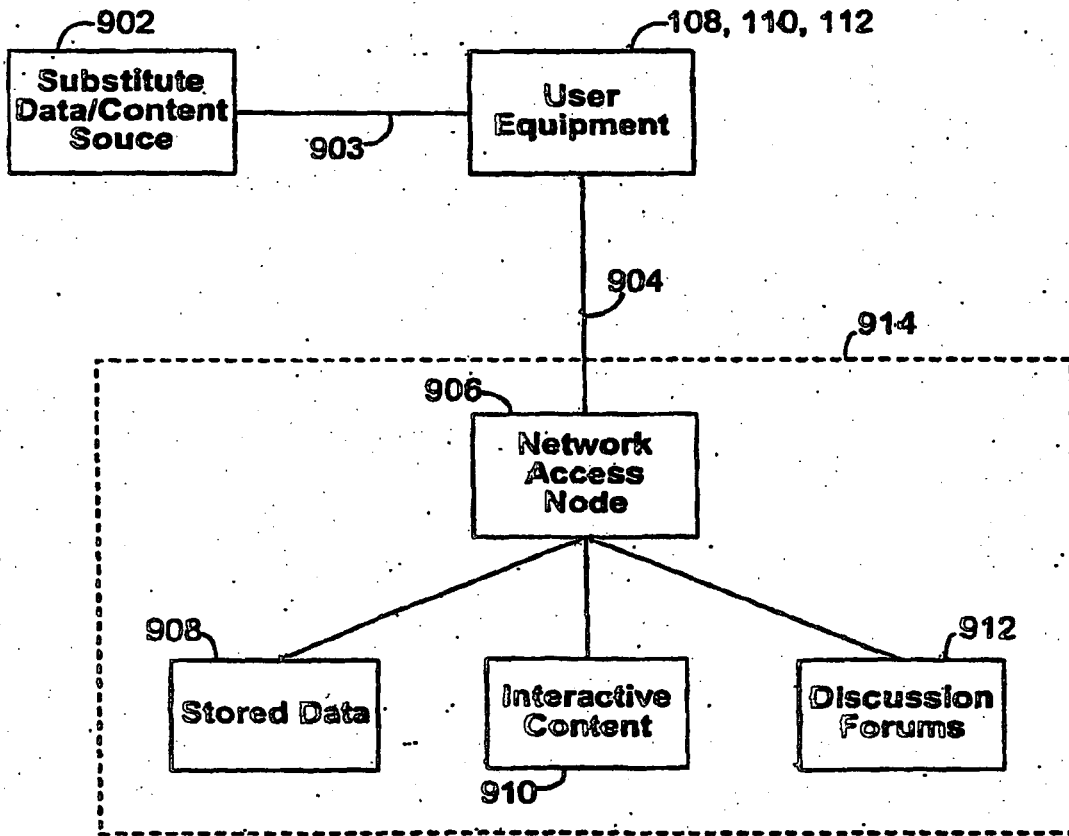 902
108, 110, 112
Substitute
Data/Content
Souce
User
Equipment
903
904
914
906
Network
Access
Node
908
912
Stored Data
Interactive
Content
Discussion
Forums
910